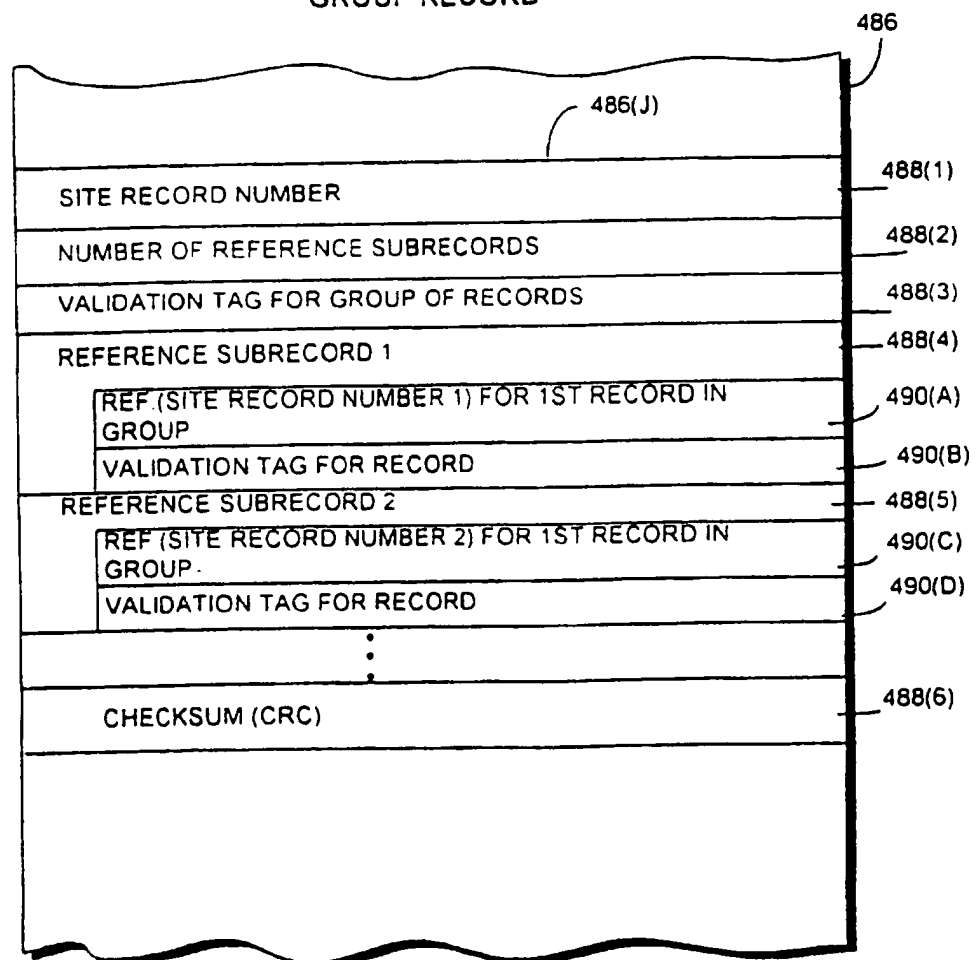 GROUP RECORD
486
486(J)
SITE RECORD NUMBER 488(1)
NUMBER OF REFERENCE SUBRECORDS 488(2)
VALIDATION TAG FOR GROUP OF RECORDS 488(3)
REFERENCE SUBRECORD 1 488(4)
REF.(SITE RECORD NUMBER 1) FOR 1ST RECORD IN 490(A)
GROUP
VALIDATION TAG FOR RECORD 490(B)
REFERENCE SUBRECORD 2 488(5)
REF (SITE RECORD NUMBER 2) FOR 1ST RECORD IN 490(C)
GROUP.
VALIDATION TAG FOR RECORD 490(D)
CHECKSUM (CRC) 488(6)